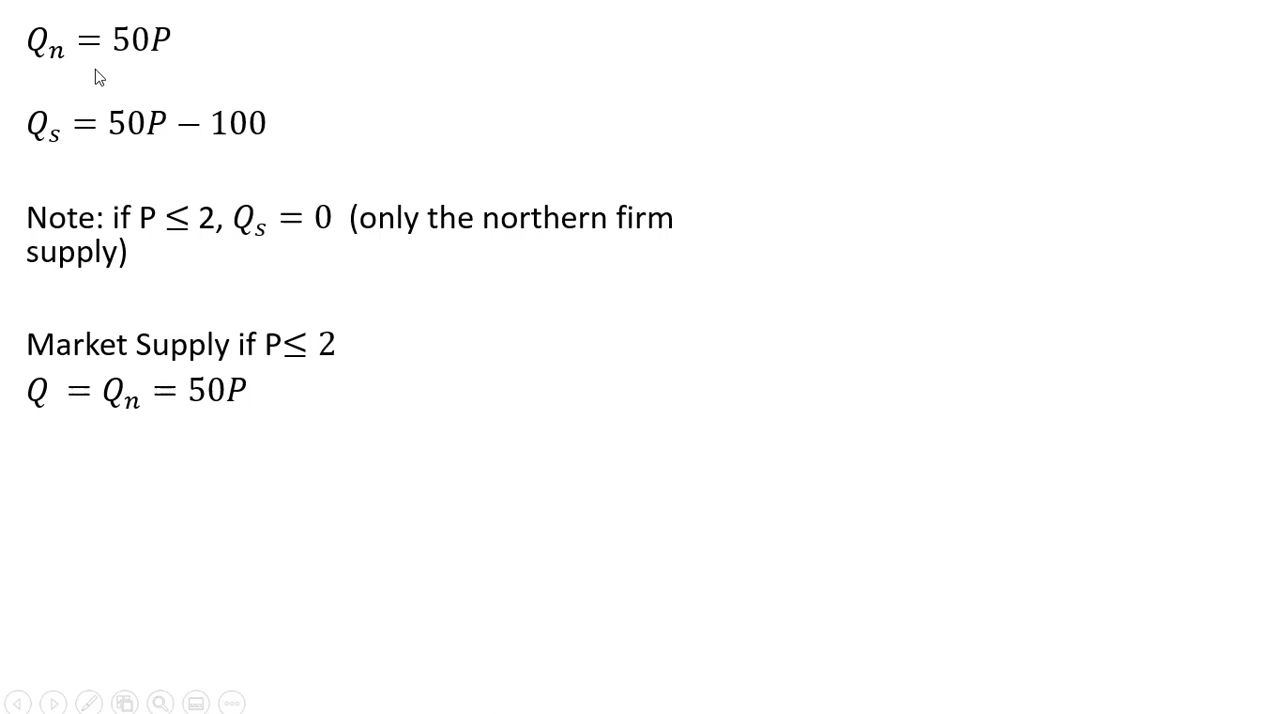 Qₙ = 50P
Qₛ = 50P − 100
Note: if P ≤ 2, Qₛ = 0 (only the northern firm
supply)
Market Supply if P≤ 2
Q = Qₙ = 50P